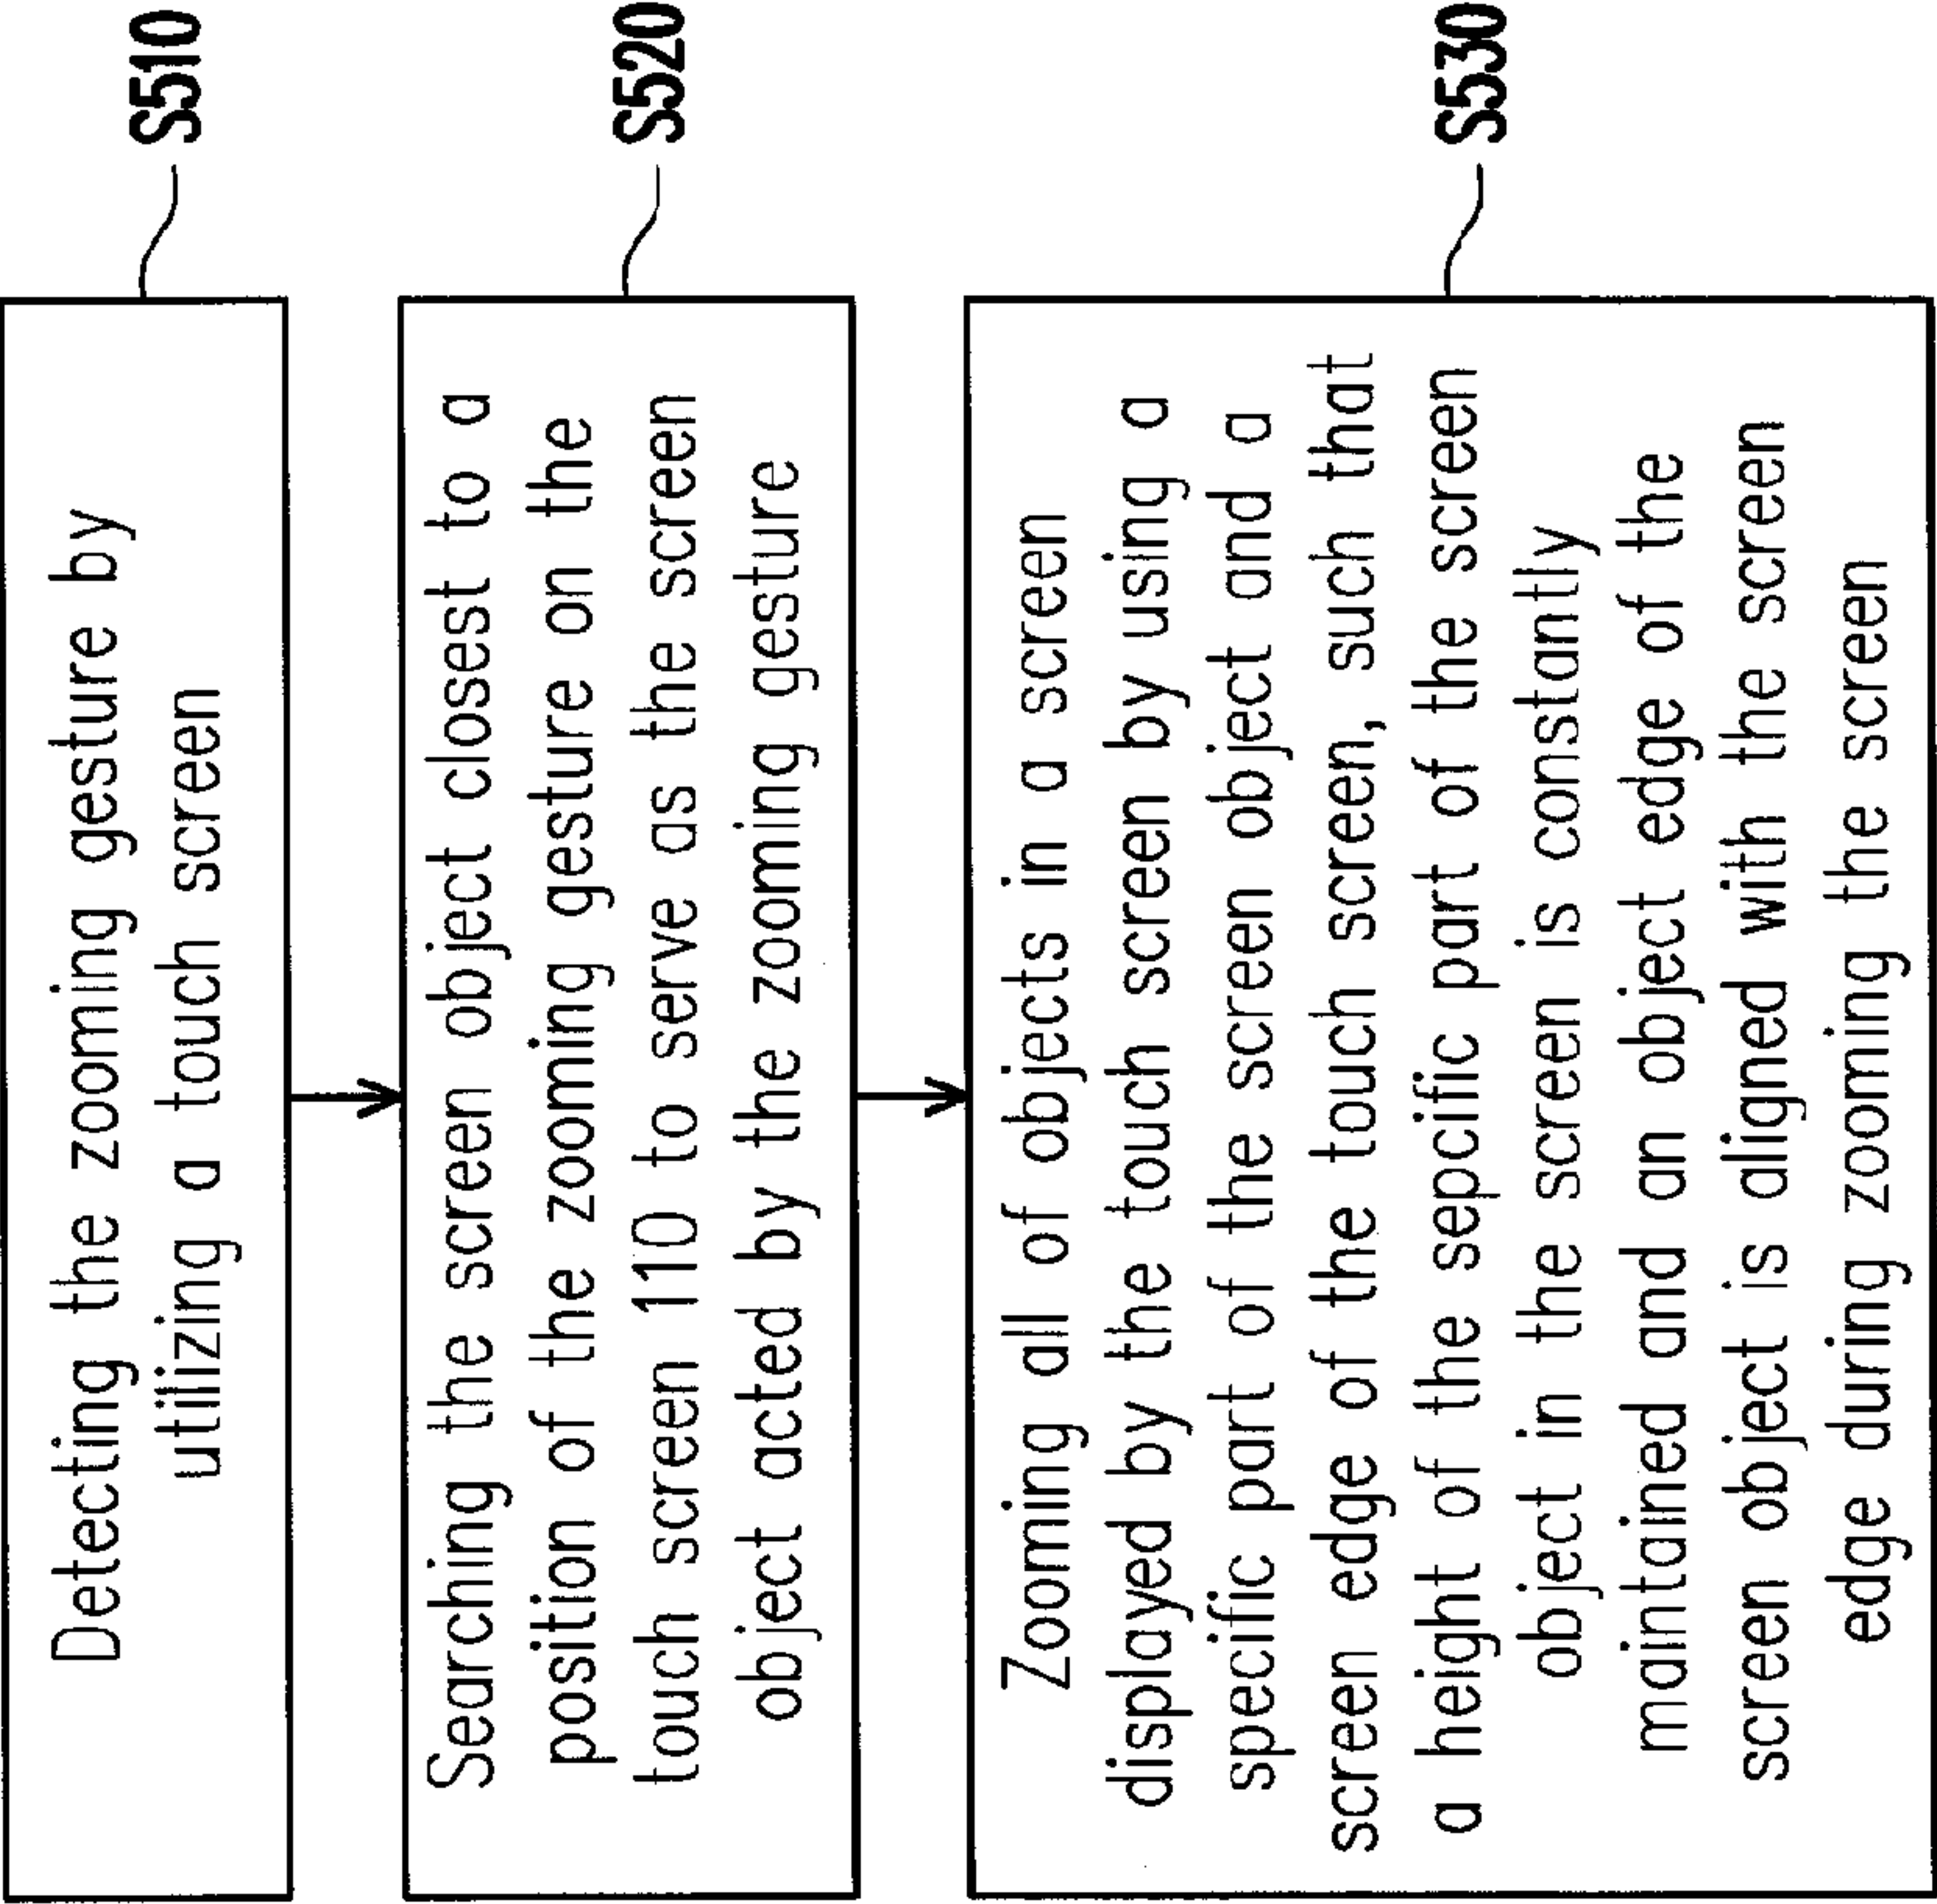 Detecting the zooming gesture by
utilizing a touch screen
S510
Searching the screen object closest to a
position of the zooming gesture on the
touch screen 110 to serve as the screen
object acted by the zooming gesture
S520
Zooming all of objects in a screen
displayed by the touch screen by using a
specific part of the screen object and a
screen edge of the touch screen, such that
a height of the sepcific part of the screen
object in the screen is constantly
maintained and an object edge of the
screen object is aligned with the screen
edge during zooming the screen
S530